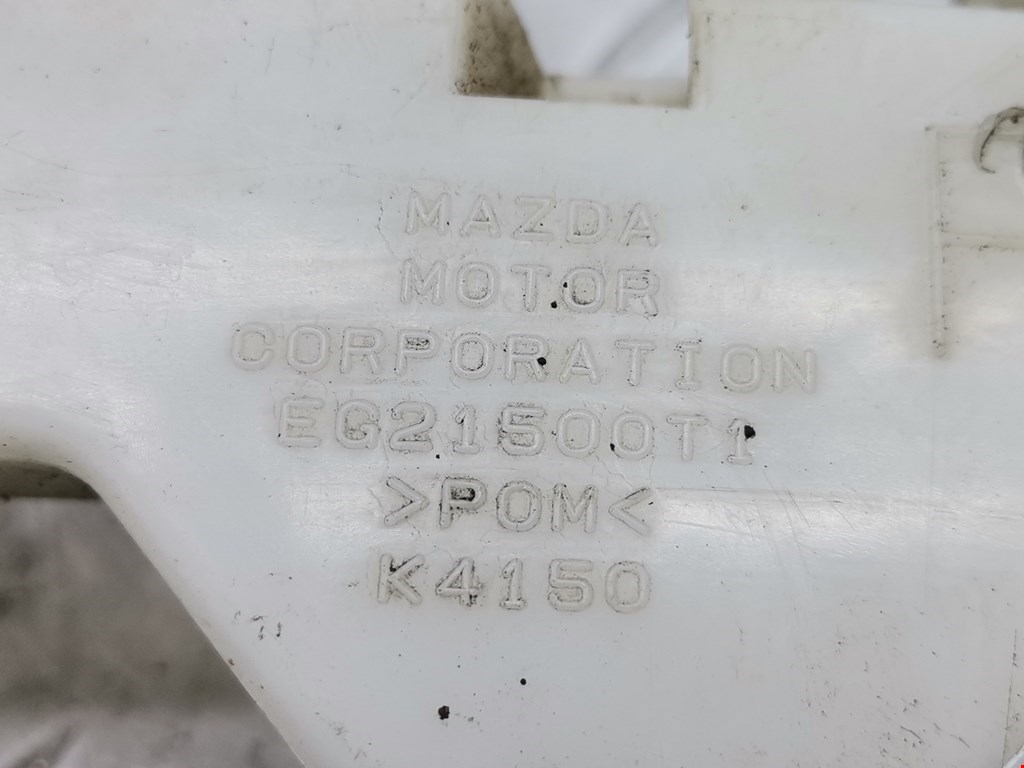 MAZDA
MOTOR
CORPORATION
EG21500T1
>POM<
K4150